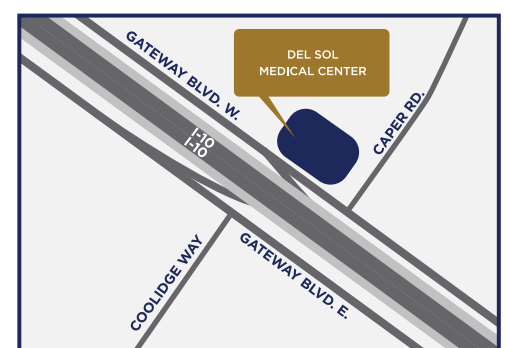 GATEWAY BLVD. W.
DEL SOL
MEDICAL CENTER
CAPER RD.
I-10
I-10
COOLIDGE WAY
GATEWAY BLVD. E.